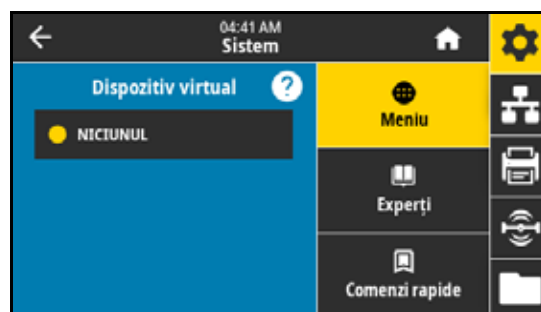 04:41 AM
Sistem
Dispozitiv virtual ?
NICIUNUL
Meniu
Experți
Comenzi rapide